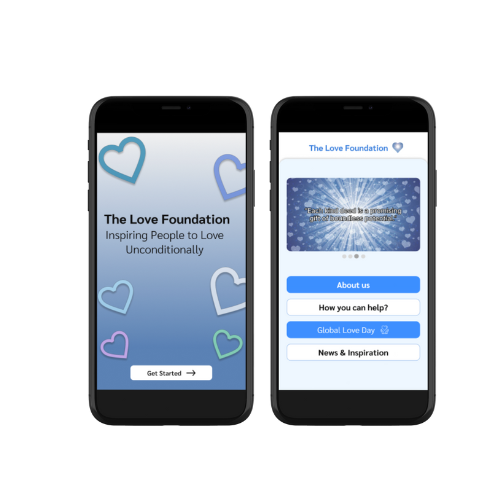 The Love Foundation
Inspiring People to Love
Unconditionally
Get Started
The Love Foundation
"Each kind deed is a promising
gift of boundless potential."
About us
How you can help?
Global Love Day
News & Inspiration